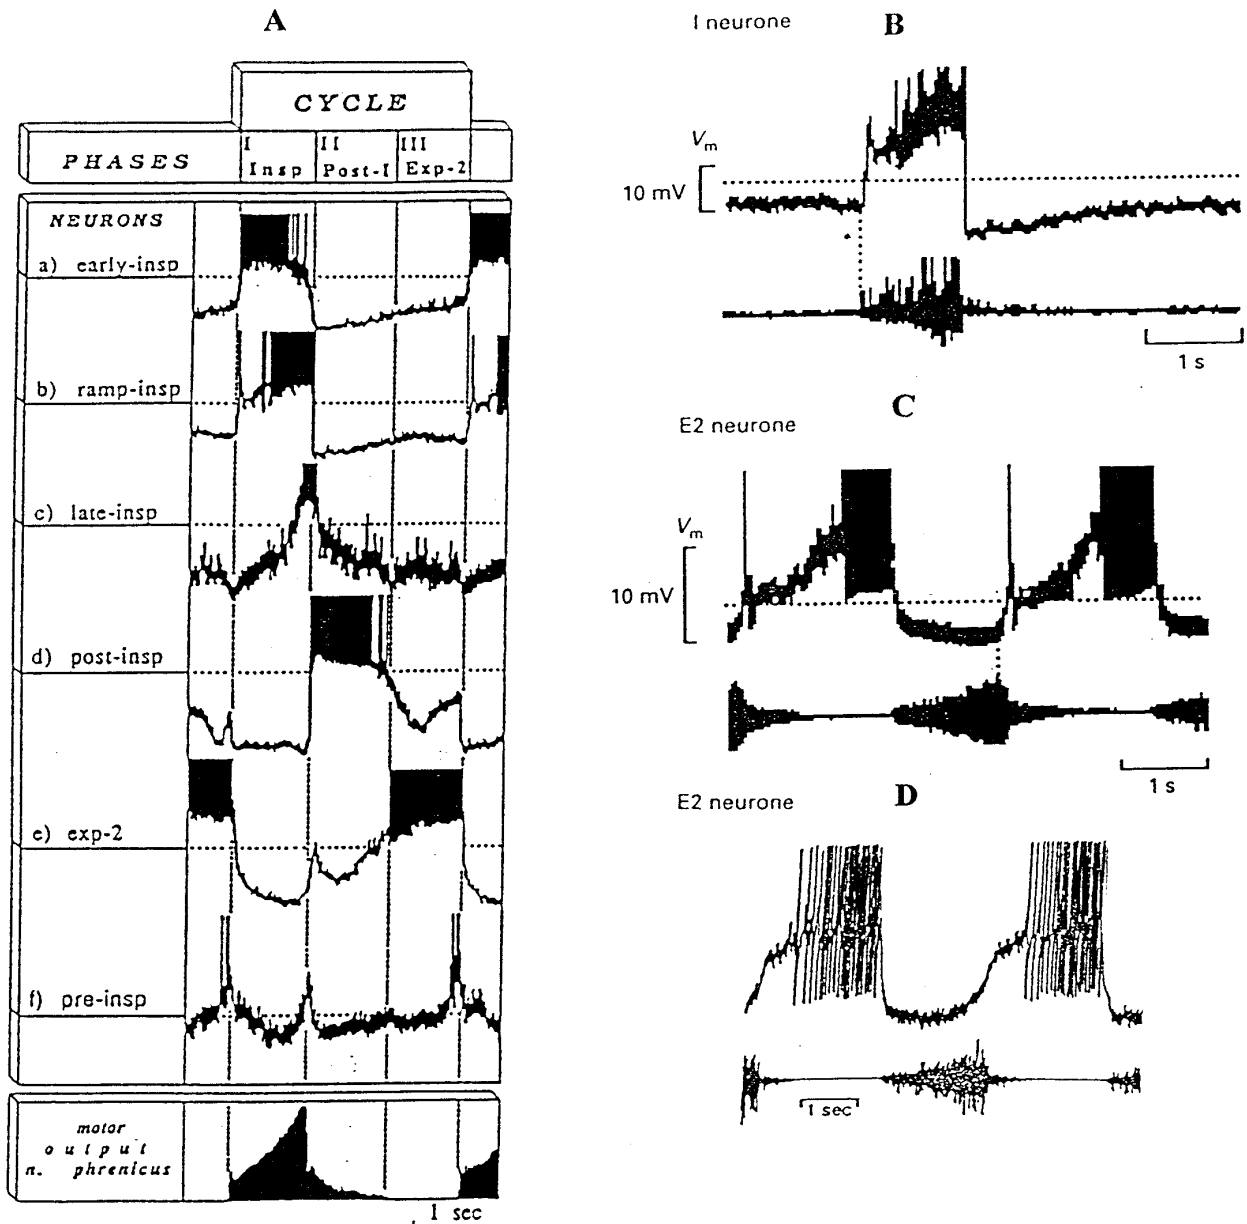 A
CYCLE
PHASES
I
Insp
II
Post-I
III
Exp-2
NEURONS
a) early-insp
b) ramp-insp
c) late-insp
d) post-insp
e) exp-2
f) pre-insp
motor
output
n. phrenicus
1 sec
I neurone
B
Vm
10 mV
1 s
C
E2 neurone
Vm
10 mV
1 s
E2 neurone
D
1 sec